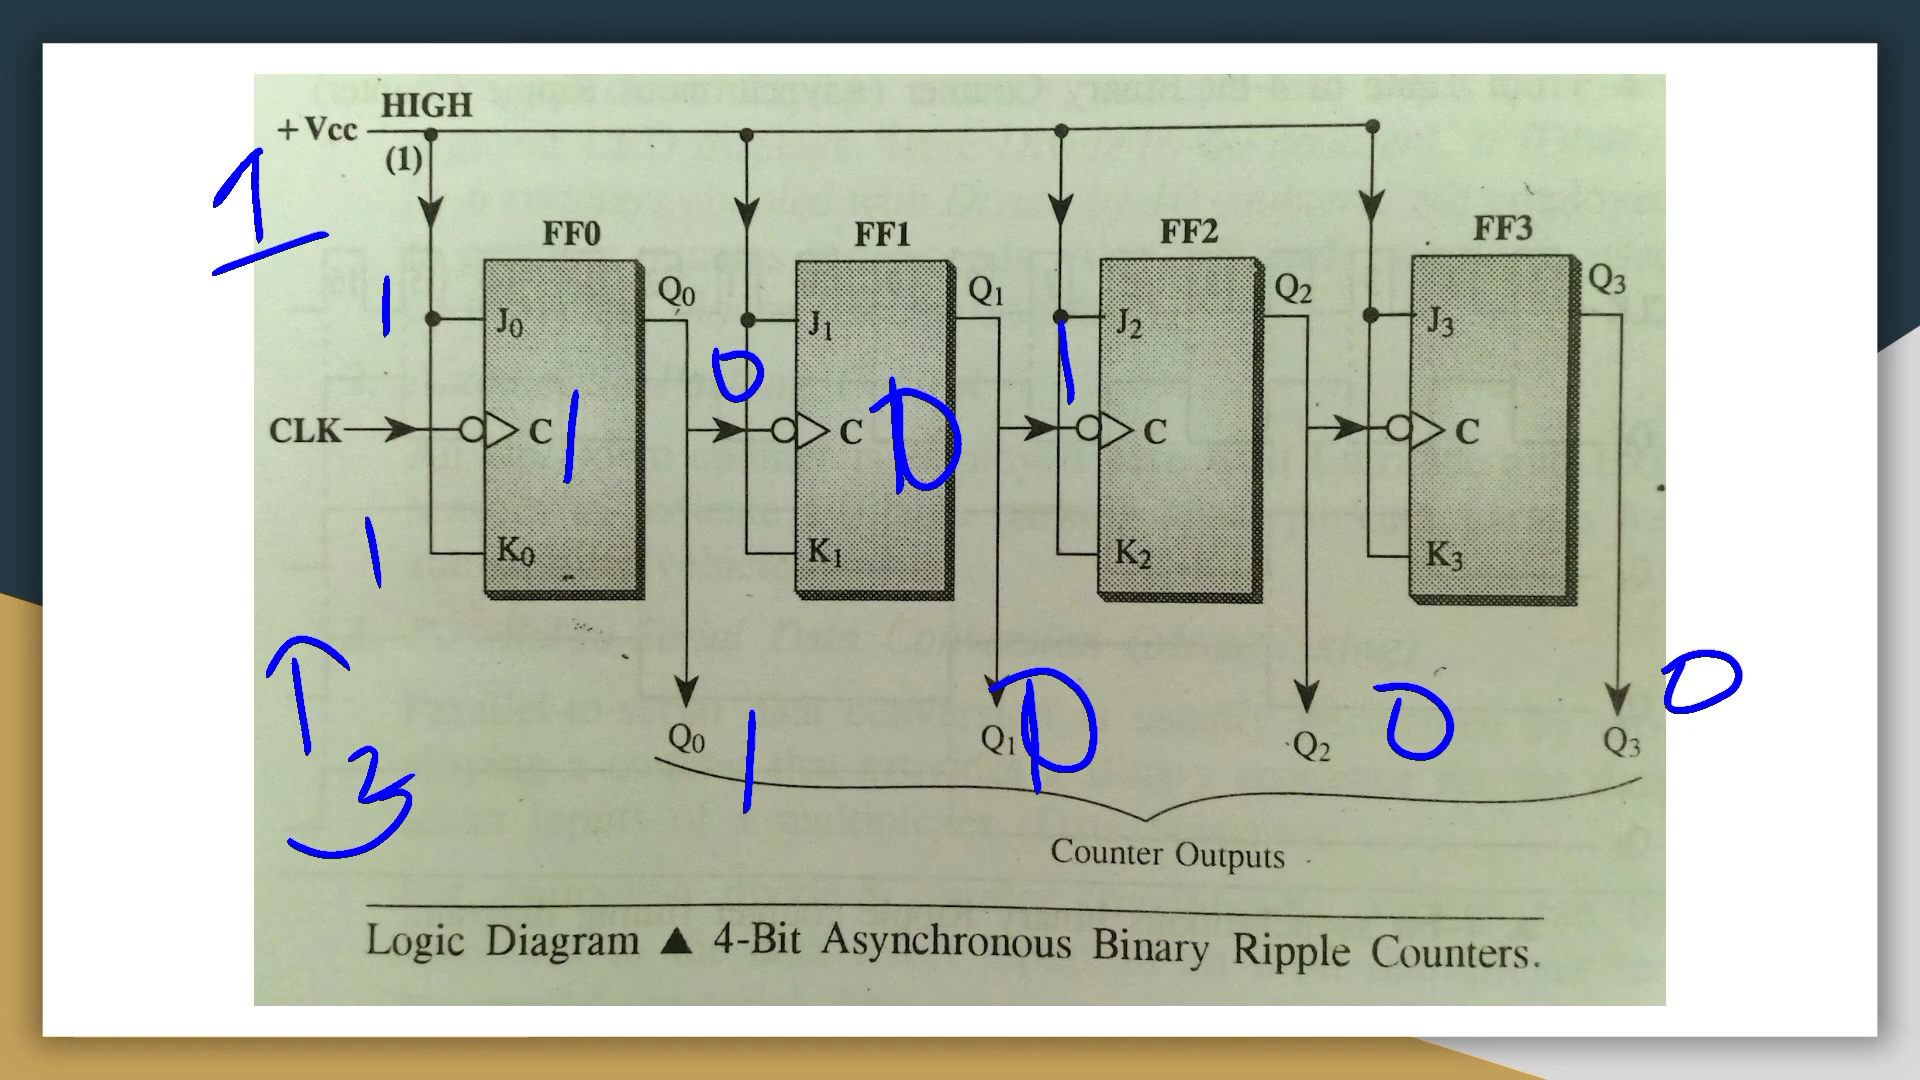 HIGH
+Vcc
(1)
1
FF0 FF1 FF2 FF3
Q0 Q1 Q2 Q3
1 J0 J1 J2 J3
0 1
CLK C 1 C 0 C C
1 K0 K1 K2 K3
↑ 3
Q0 1 Q1 0 Q2 0 Q3 0
Counter Outputs
Logic Diagram ▲ 4-Bit Asynchronous Binary Ripple Counters.